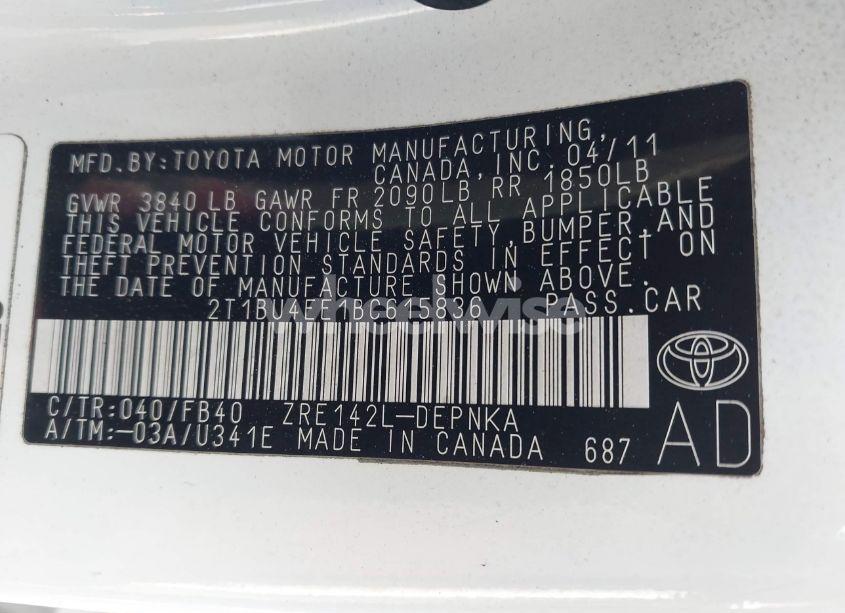 MFD.BY:TOYOTA MOTOR MANUFACTURING,
CANADA,INC. 04/11
GVWR 3840 LB GAWR FR 2090LB RR 1850LB
THIS VEHICLE CONFORMS TO ALL APPLICABLE
FEDERAL MOTOR VEHICLE SAFETY,BUMPER,AND
THEFT PREVENTION STANDARDS IN EFFECT ON
THE DATE OF MANUFACTURE SHOWN ABOVE.
PASS.CAR
wheelwise
C/TR:040/FB40 ZRE142L-DEPNKA
A/TM:-03A/U341E MADE IN CANADA 687
AD